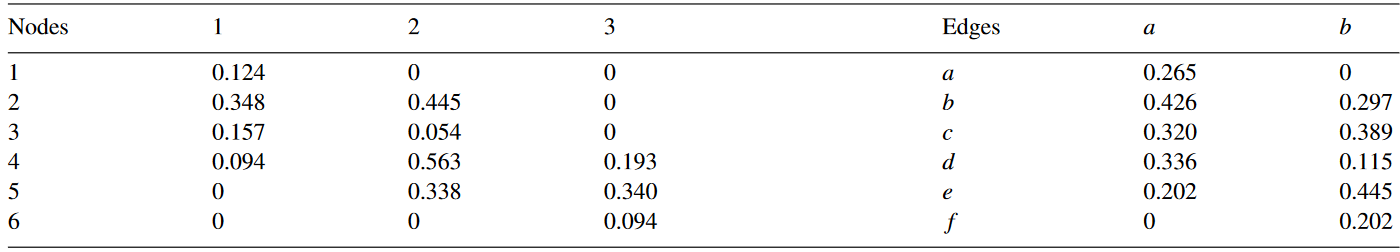 Nodes 1 2 3 Edges a b
1 0.124 0 0 a 0.265 0
2 0.348 0.445 0 b 0.426 0.297
3 0.157 0.054 0 c 0.320 0.389
4 0.094 0.563 0.193 d 0.336 0.115
5 0 0.338 0.340 e 0.202 0.445
6 0 0 0.094 f 0 0.202